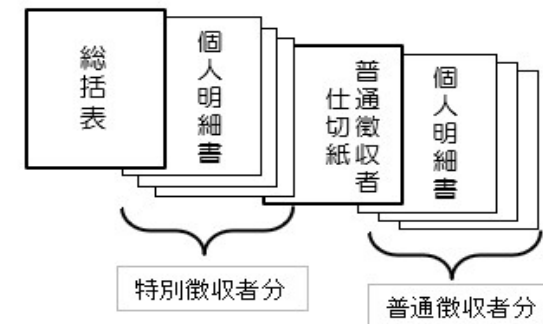 総括表
個人明細書
普通徴収者
仕切紙
個人明細書
特別徴収者分
普通徴収者分